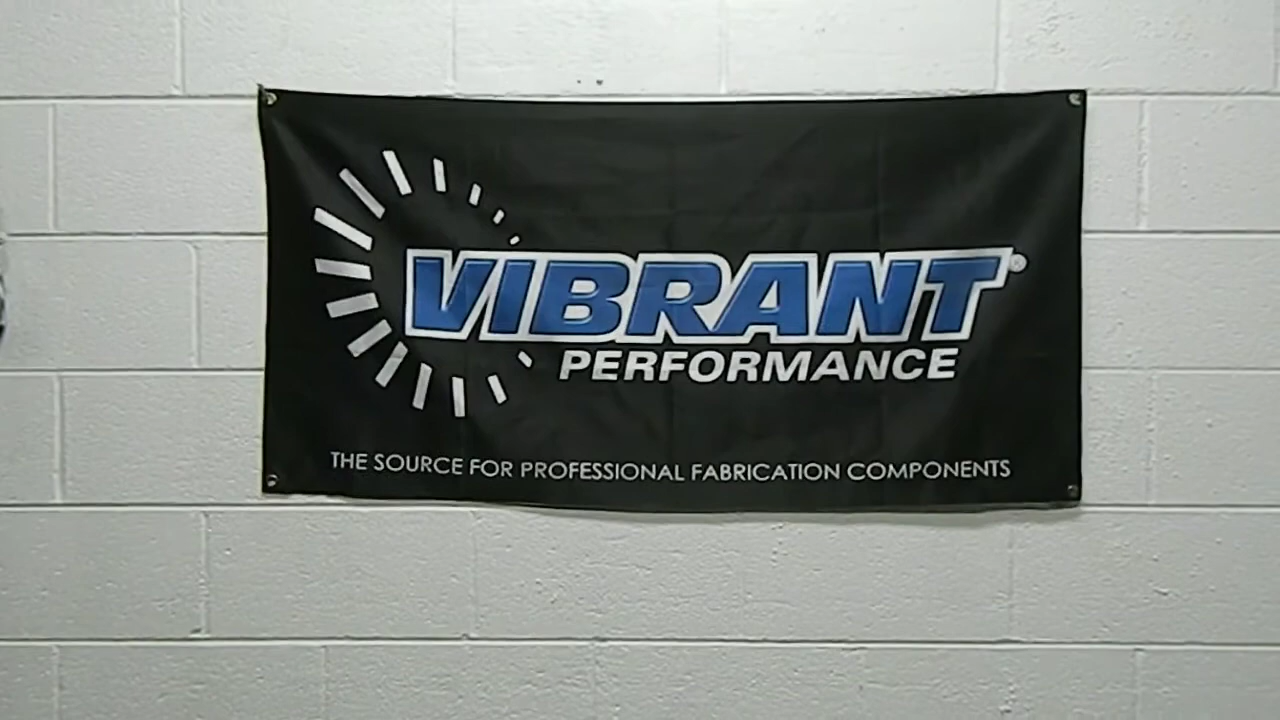 VIBRANT®
PERFORMANCE
THE SOURCE FOR PROFESSIONAL FABRICATION COMPONENTS